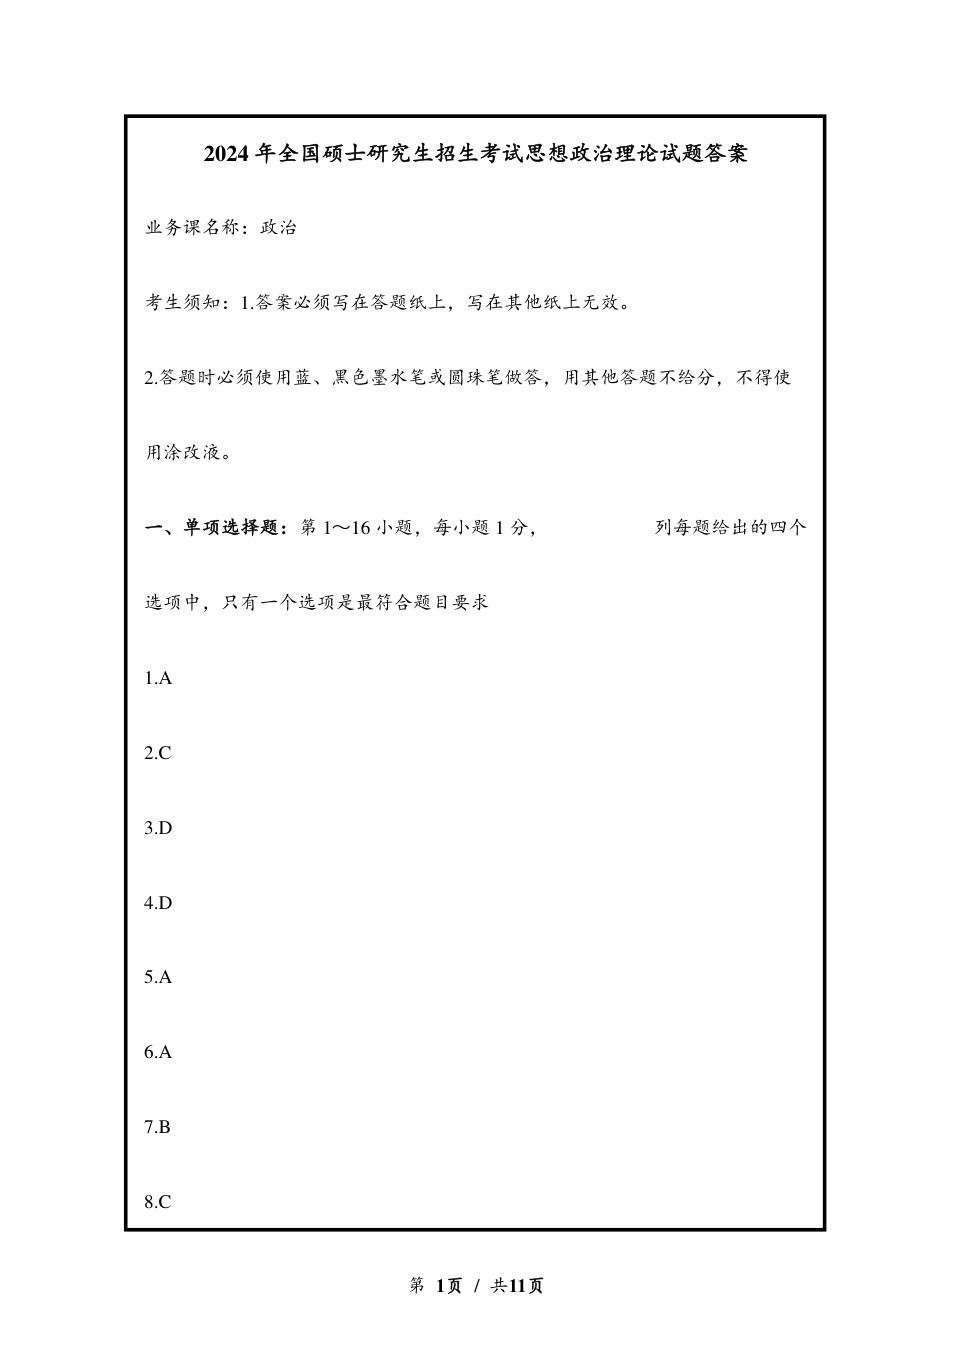 2024 年全国硕士研究生招生考试思想政治理论试题答案
业务课名称：政治
考生须知：1.答案必须写在答题纸上，写在其他纸上无效。
2.答题时必须使用蓝、黑色墨水笔或圆珠笔做答，用其他答题不给分，不得使
用涂改液。
一、单项选择题：第 1～16 小题，每小题 1 分， 列每题给出的四个
选项中，只有一个选项是最符合题目要求
1.A
2.C
3.D
4.D
5.A
6.A
7.B
8.C
第 1页 / 共11页